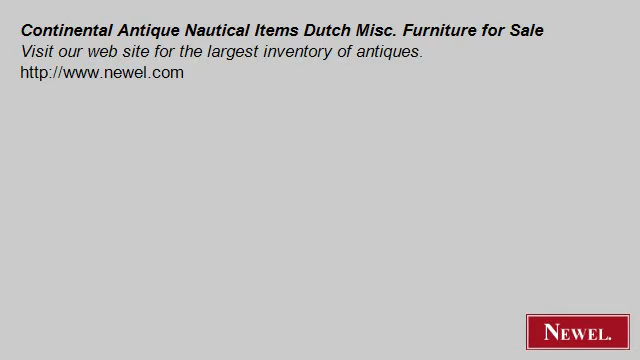 Continental Antique Nautical Items Dutch Misc. Furniture for Sale
Visit our web site for the largest inventory of antiques.
http://www.newel.com
NEWEL.